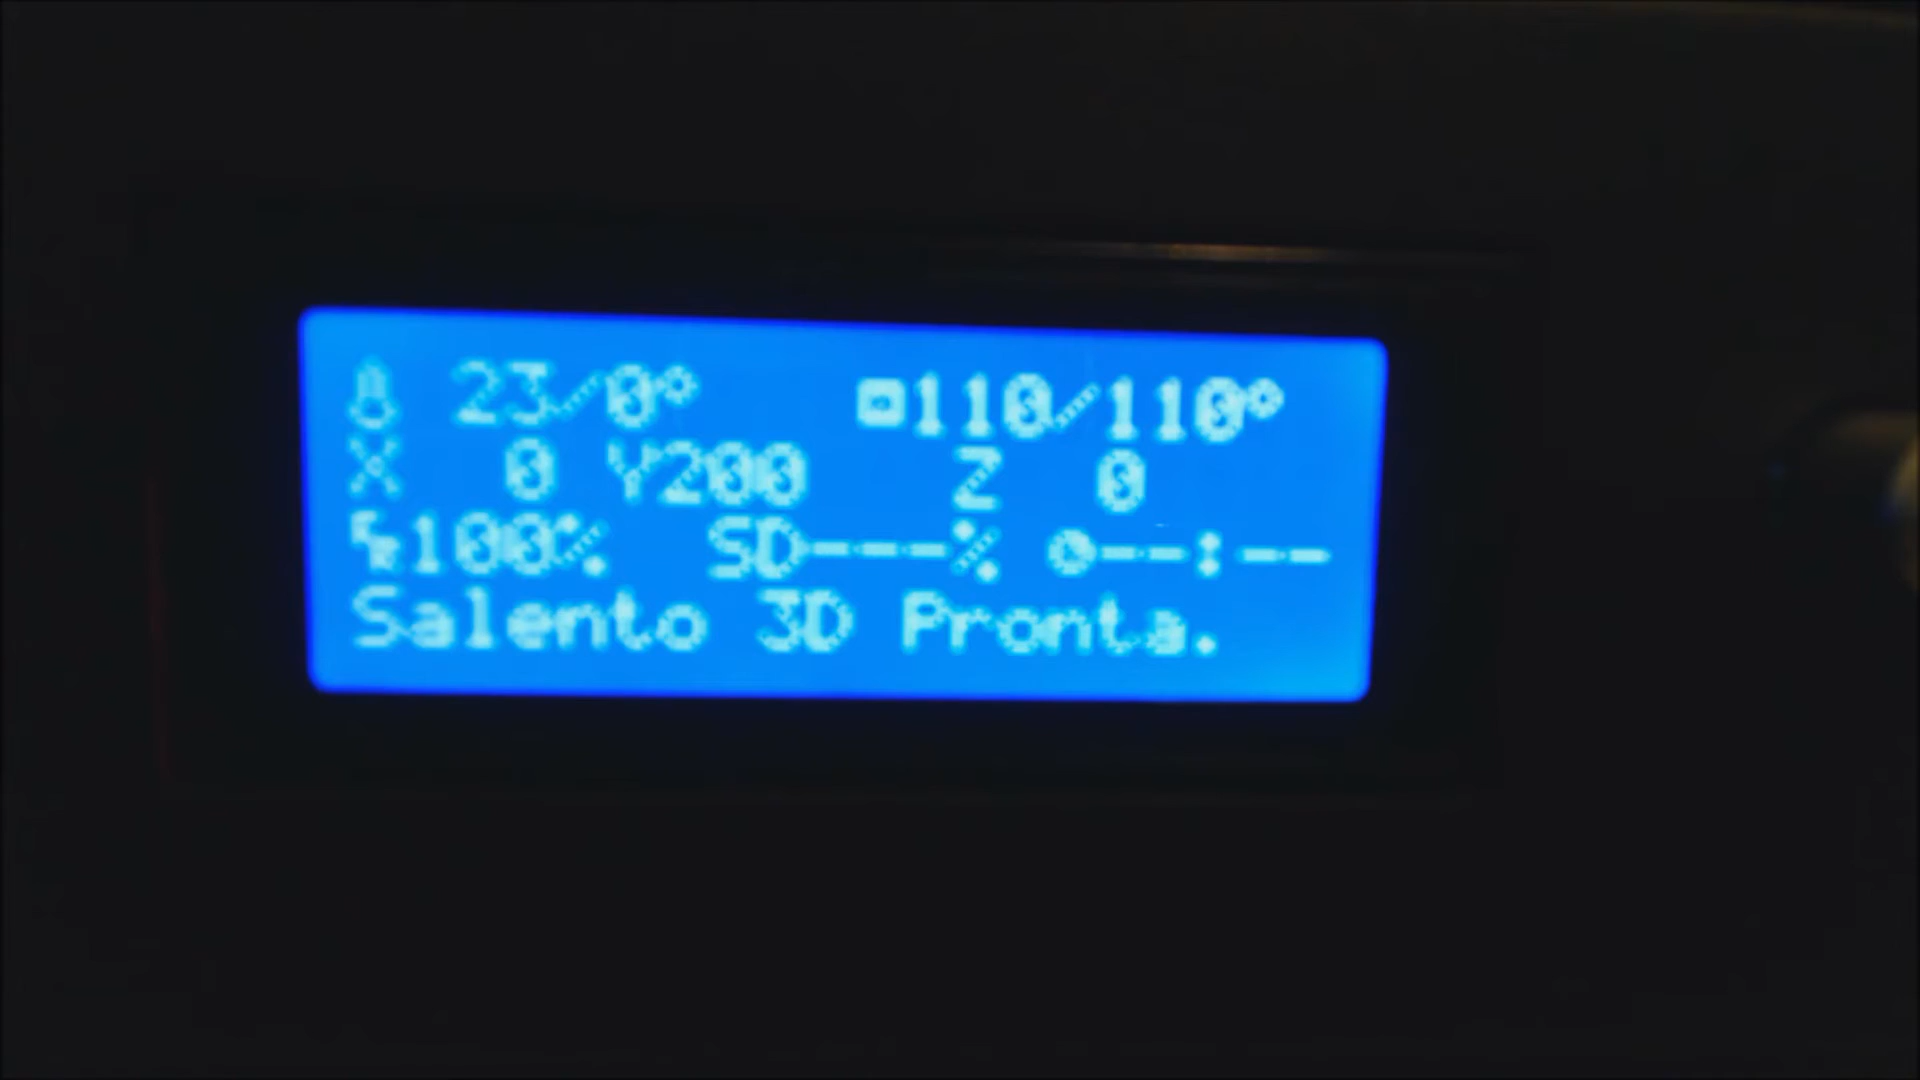 23/0° 110/110°
X 0 Y200 Z 0
100% SD---% --:--
Salento 3D Pronta.